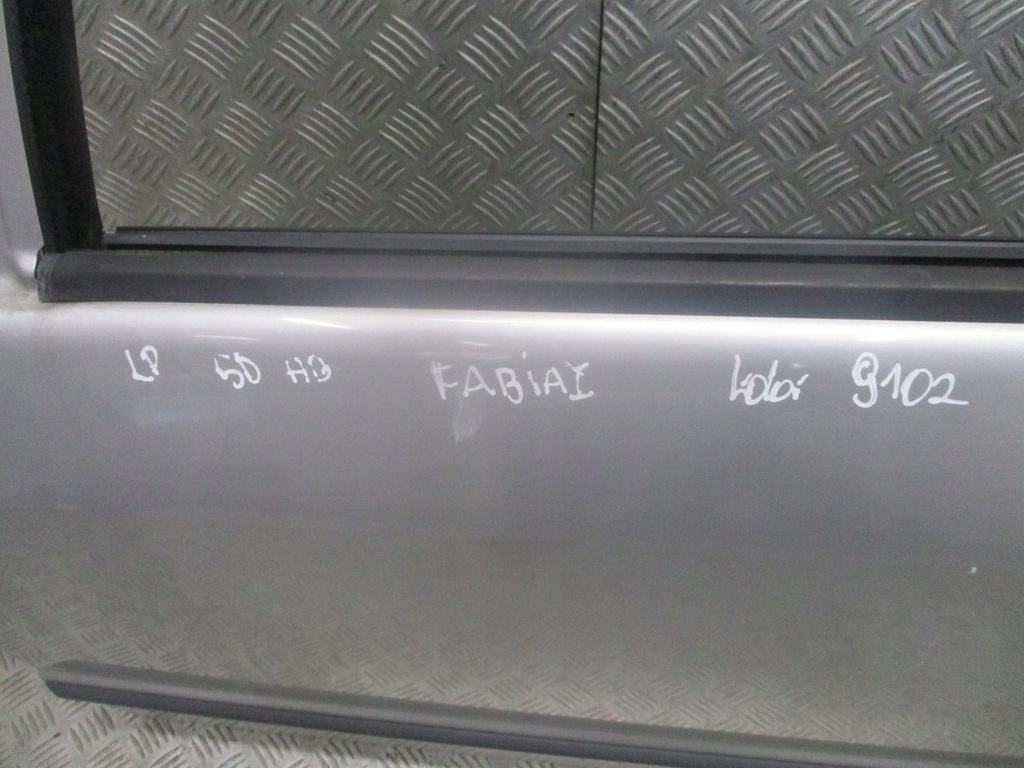 LP 5D HB FABIA I kolor 9102